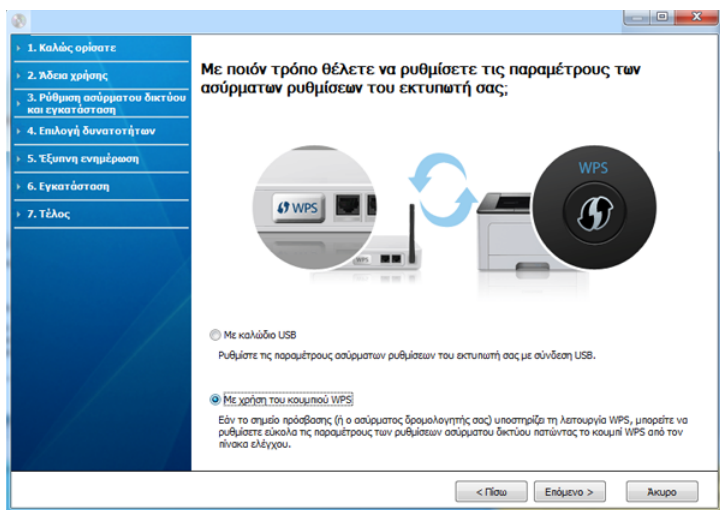 1. Καλώς ορίσατε
2. Άδεια χρήσης
3. Ρύθμιση ασύρματου δικτύου
και εγκατάσταση
4. Επιλογή δυνατοτήτων
5. Έξυπνη ενημέρωση
6. Εγκατάσταση
7. Τέλος
Με ποιόν τρόπο θέλετε να ρυθμίσετε τις παραμέτρους των
ασύρματων ρυθμίσεων του εκτυπωτή σας;
WPS
WPS
WPS
Με καλώδιο USB
Ρυθμίστε τις παραμέτρους ασύρματων ρυθμίσεων του εκτυπωτή σας με σύνδεση USB.
Με χρήση του κουμπιού WPS
Εάν το σημείο πρόσβασης (ή ο ασύρματος δρομολογητής σας) υποστηρίζει τη λειτουργία WPS, μπορείτε να
ρυθμίσετε εύκολα τις παραμέτρους των ρυθμίσεων ασύρματου δικτύου πατώντας το κουμπί WPS από τον
πίνακα ελέγχου.
< Πίσω
Επόμενο >
Άκυρο